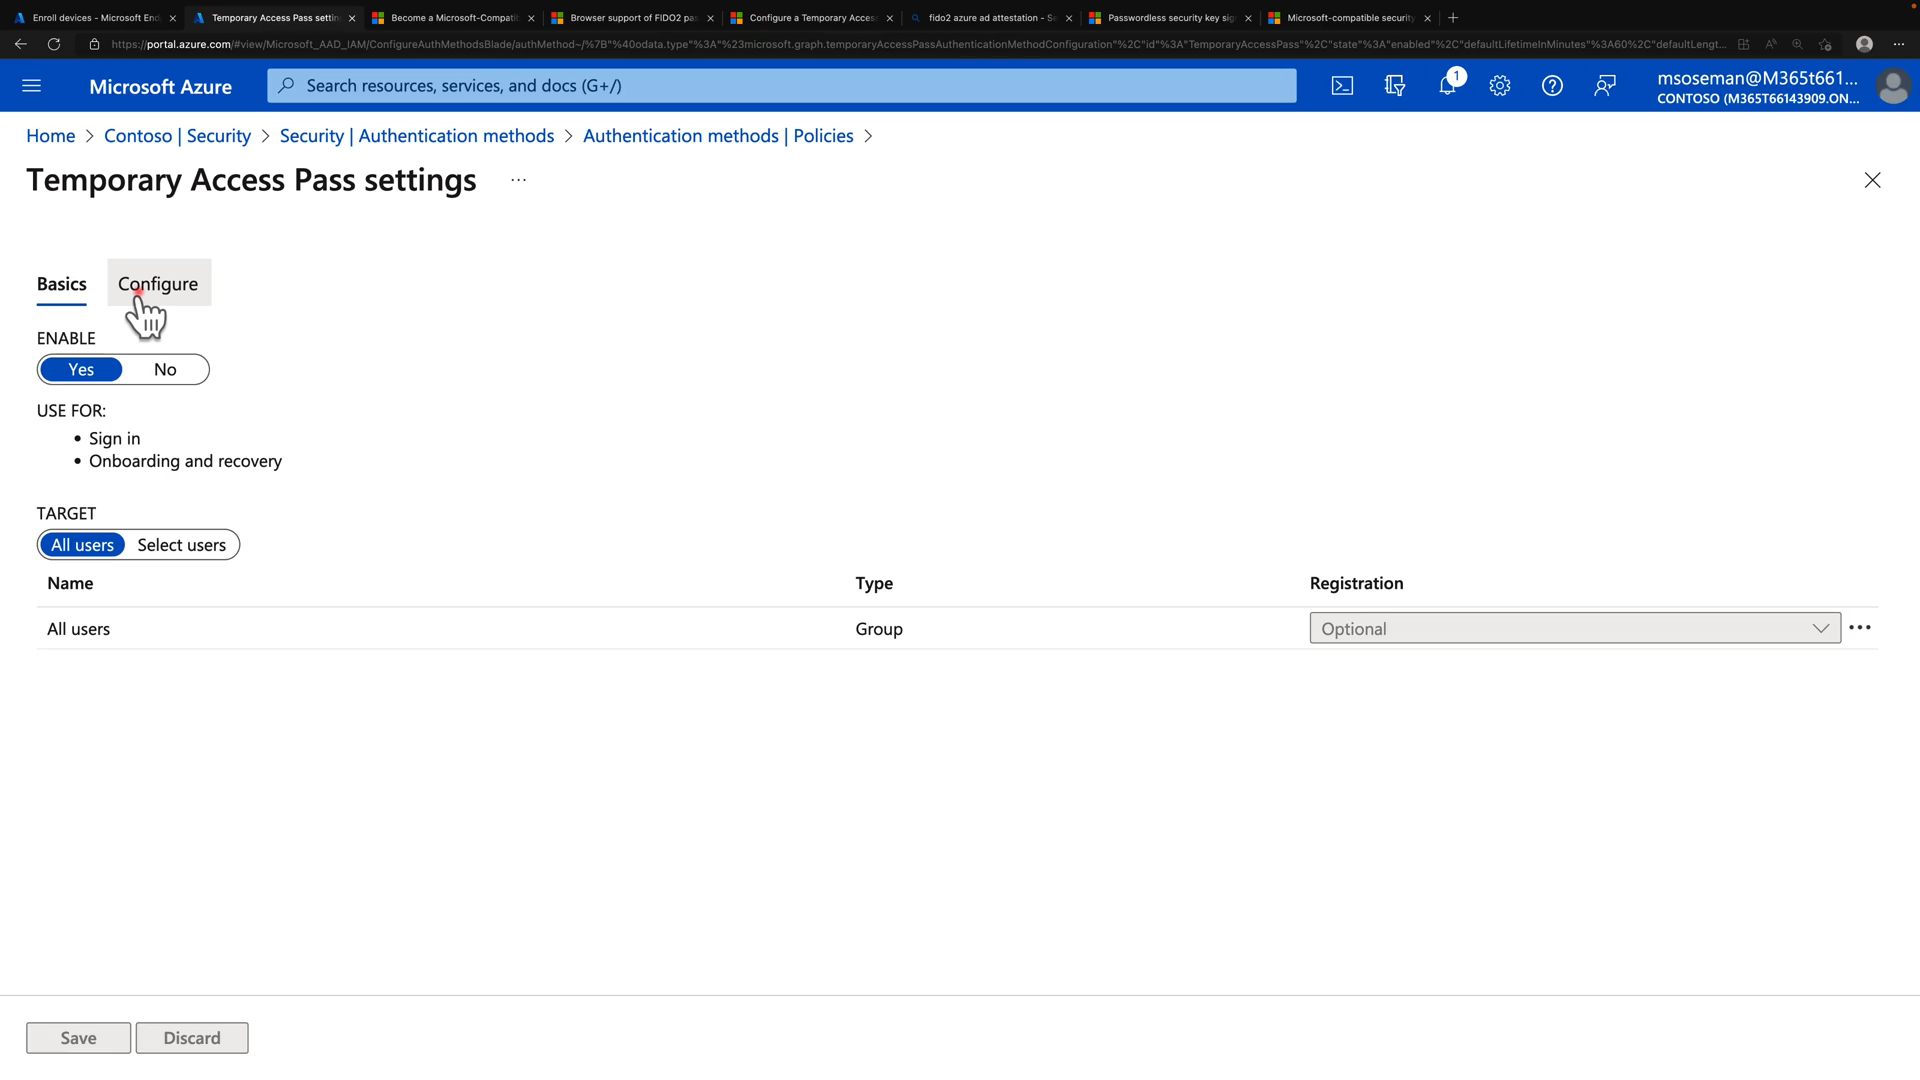 Enroll devices - Microsoft End
Temporary Access Pass settin
Become a Microsoft-Compatib
Browser support of FIDO2 pas
Configure a Temporary Access
fido2 azure ad attestation - Se
Passwordless security key sig
Microsoft-compatible security
https://portal.azure.com/#view/Microsoft_AAD_IAM/ConfigureAuthMethodsBlade/authMethod~/%7B"%40odata.type"%3A"%23microsoft.graph.temporaryAccessPassAuthenticationMethodConfiguration"%2C"id"%3A"TemporaryAccessPass"%2C"state"%3A"enabled"%2C"defaultLifetimeInMinutes"%3A60%2C"defaultLengt...
Microsoft Azure
Search resources, services, and docs (G+/)
1
msoseman@M365t661...
CONTOSO (M365T66143909.ON...
Home > Contoso | Security > Security | Authentication methods > Authentication methods | Policies >
Temporary Access Pass settings ...
Basics
Configure
ENABLE
Yes
No
USE FOR:
• Sign in
• Onboarding and recovery
TARGET
All users
Select users
Name
Type
Registration
All users
Group
Optional
Save
Discard